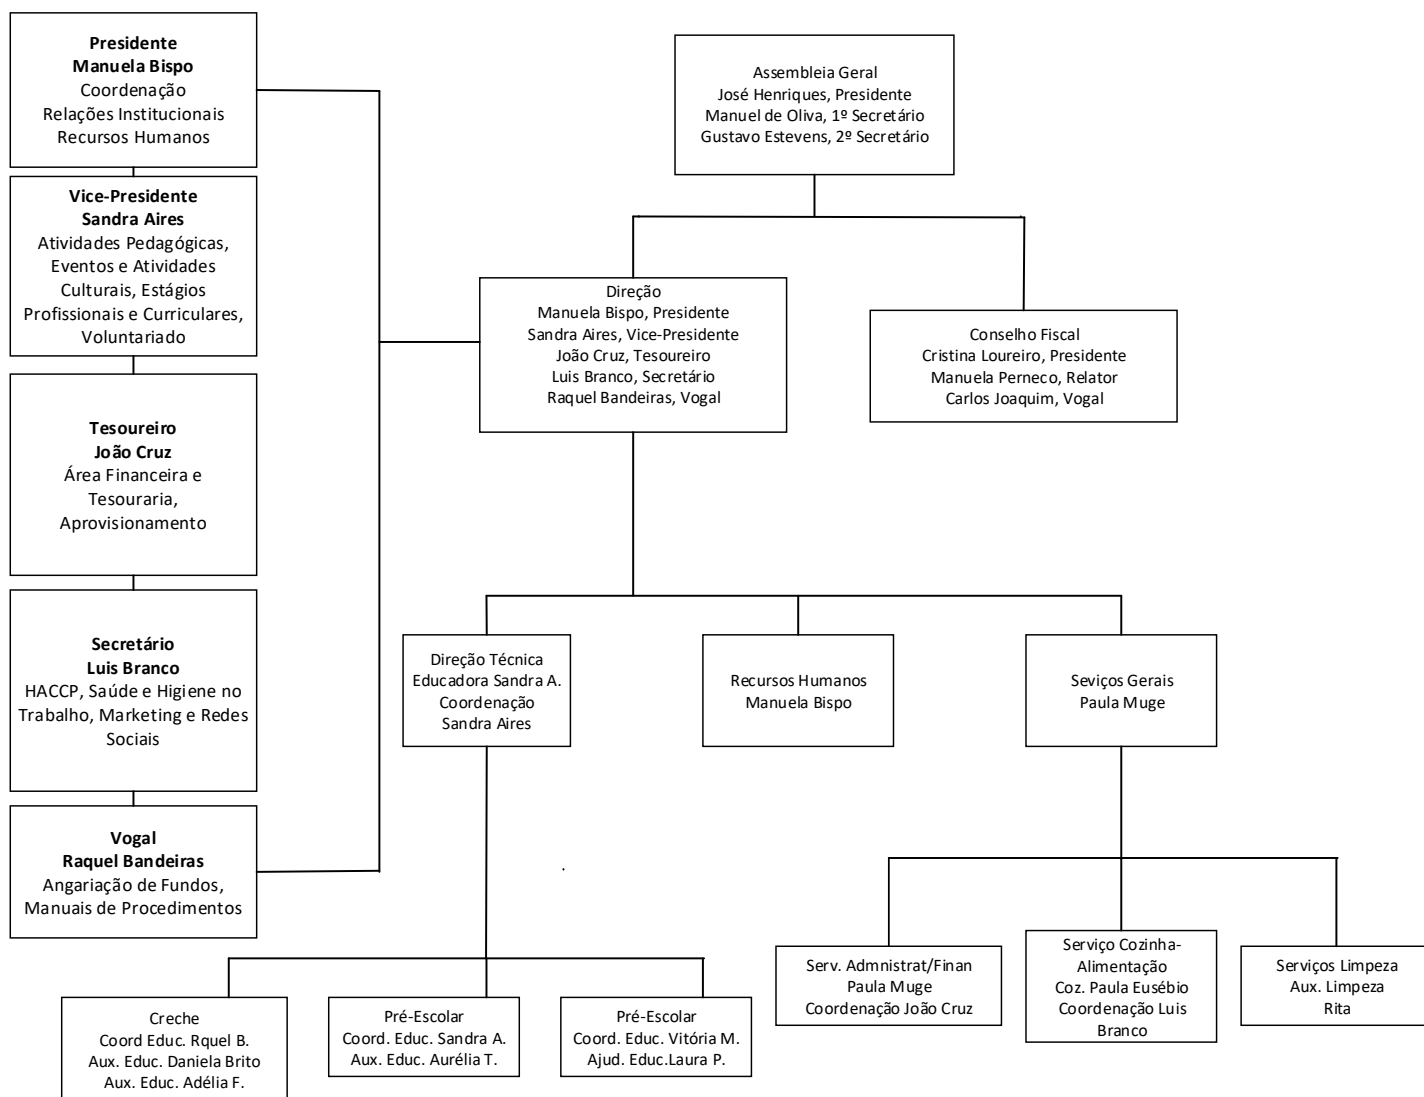 Presidente
Manuela Bispo
Coordenação
Relações Institucionais
Recursos Humanos
Vice-Presidente
Sandra Aires
Atividades Pedagógicas,
Eventos e Atividades
Culturais, Estágios
Profissionais e Curriculares,
Voluntariado
Tesoureiro
João Cruz
Área Financeira e
Tesouraria,
Aprovisionamento
Secretário
Luis Branco
HACCP, Saúde e Higiene no
Trabalho, Marketing e Redes
Sociais
Vogal
Raquel Bandeiras
Angariação de Fundos,
Manuais de Procedimentos
Assembleia Geral
José Henriques, Presidente
Manuel de Oliva, 1º Secretário
Gustavo Estevens, 2º Secretário
Direção
Manuela Bispo, Presidente
Sandra Aires, Vice-Presidente
João Cruz, Tesoureiro
Luis Branco, Secretário
Raquel Bandeiras, Vogal
Conselho Fiscal
Cristina Loureiro, Presidente
Manuela Perneco, Relator
Carlos Joaquim, Vogal
Direção Técnica
Educadora Sandra A.
Coordenação
Sandra Aires
Recursos Humanos
Manuela Bispo
Seviços Gerais
Paula Muge
Creche
Coord Educ. Rquel B.
Aux. Educ. Daniela Brito
Aux. Educ. Adélia F.
Pré-Escolar
Coord. Educ. Sandra A.
Aux. Educ. Aurélia T.
Pré-Escolar
Coord. Educ. Vitória M.
Ajud. Educ.Laura P.
Serv. Admnistrat/Finan
Paula Muge
Coordenação João Cruz
Serviço Cozinha-
Alimentação
Coz. Paula Eusébio
Coordenação Luis
Branco
Serviços Limpeza
Aux. Limpeza
Rita